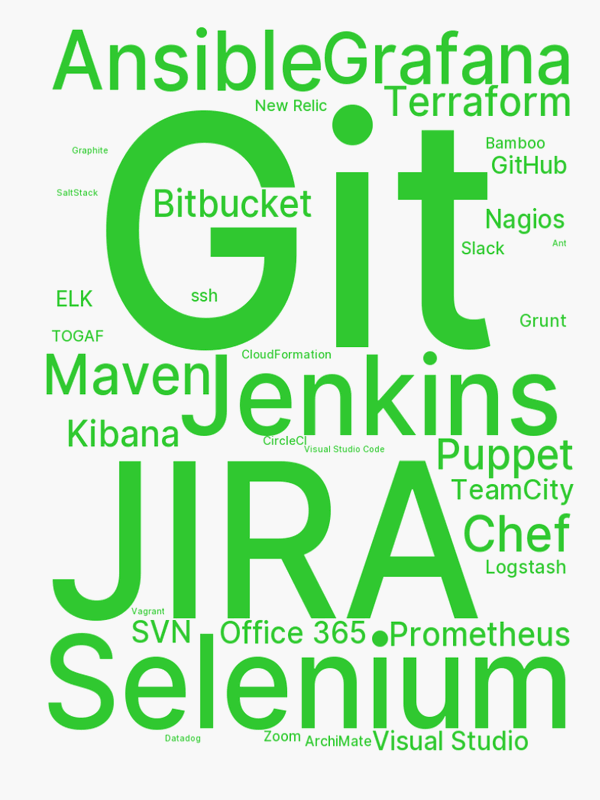 Ansible
Grafana
New Relic
Terraform
Git
Bamboo
Graphite
GitHub
SaltStack
Bitbucket
Nagios
Slack
Ant
ELK
ssh
Grunt
TOGAF
CloudFormation
Maven
Jenkins
Kibana
CircleCI
Visual Studio Code
Puppet
TeamCity
JIRA
Chef
Logstash
Vagrant
SVN
Office 365
Prometheus
Selenium
Datadog
Zoom
ArchiMate
Visual Studio